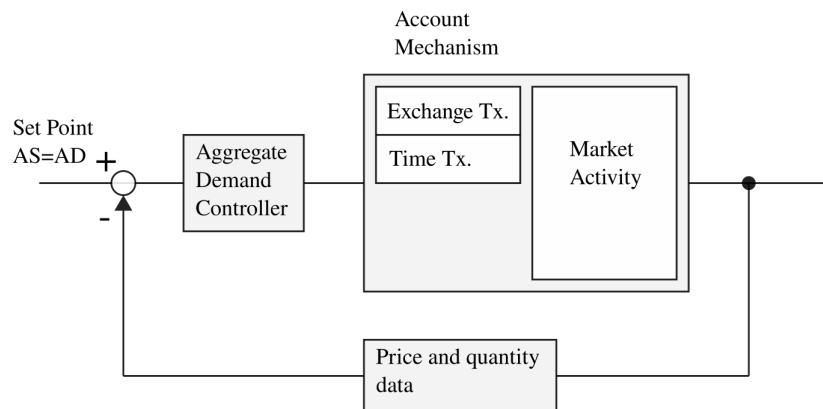 Account
Mechanism
Set Point
AS=AD
+
-
Aggregate
Demand
Controller
Exchange Tx.
Time Tx.
Market
Activity
Price and quantity
data